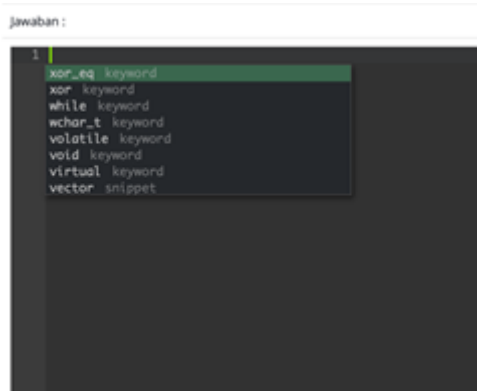 Jawaban :
1
xor_eq keyword
xor keyword
while keyword
wchar_t keyword
volatile keyword
void keyword
virtual keyword
vector snippet